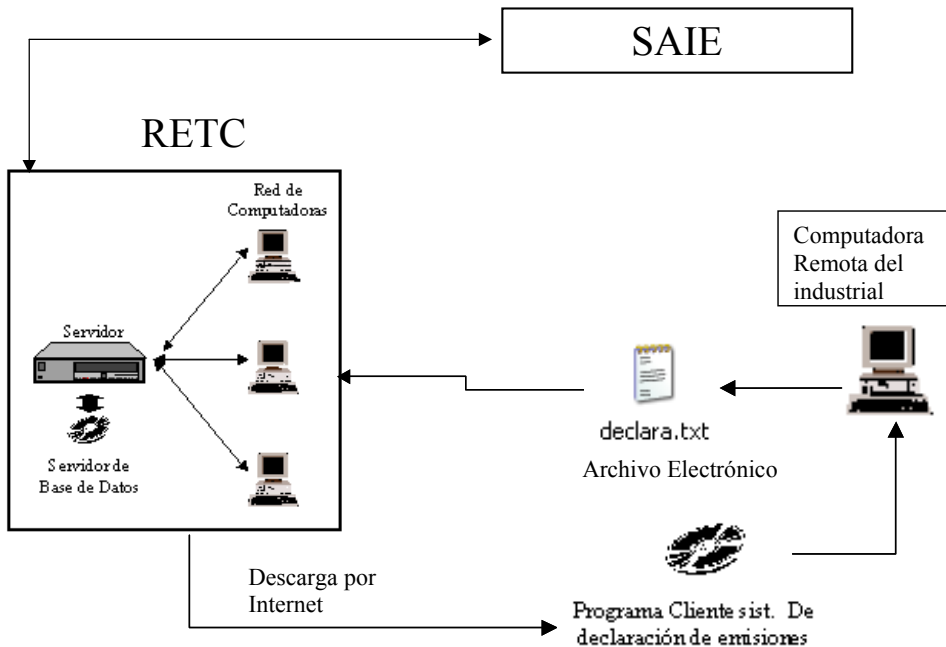 SAIE
RETC
Red de
Computadoras
Servidor
Servidor de
Base de Datos
Computadora
Remota del
industrial
declara.txt
Archivo Electrónico
Descarga por
Internet
Programa Cliente sist. De
declaración de emisiones